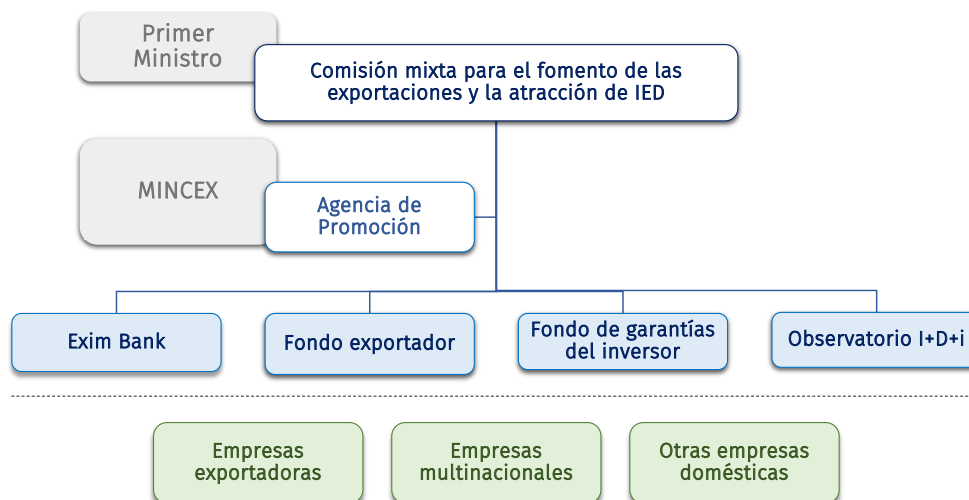 Primer
Ministro
Comisión mixta para el fomento de las
exportaciones y la atracción de IED
MINCEX
Agencia de
Promoción
Exim Bank
Fondo exportador
Fondo de garantías
del inversor
Observatorio I+D+i
Empresas
exportadoras
Empresas
multinacionales
Otras empresas
domésticas